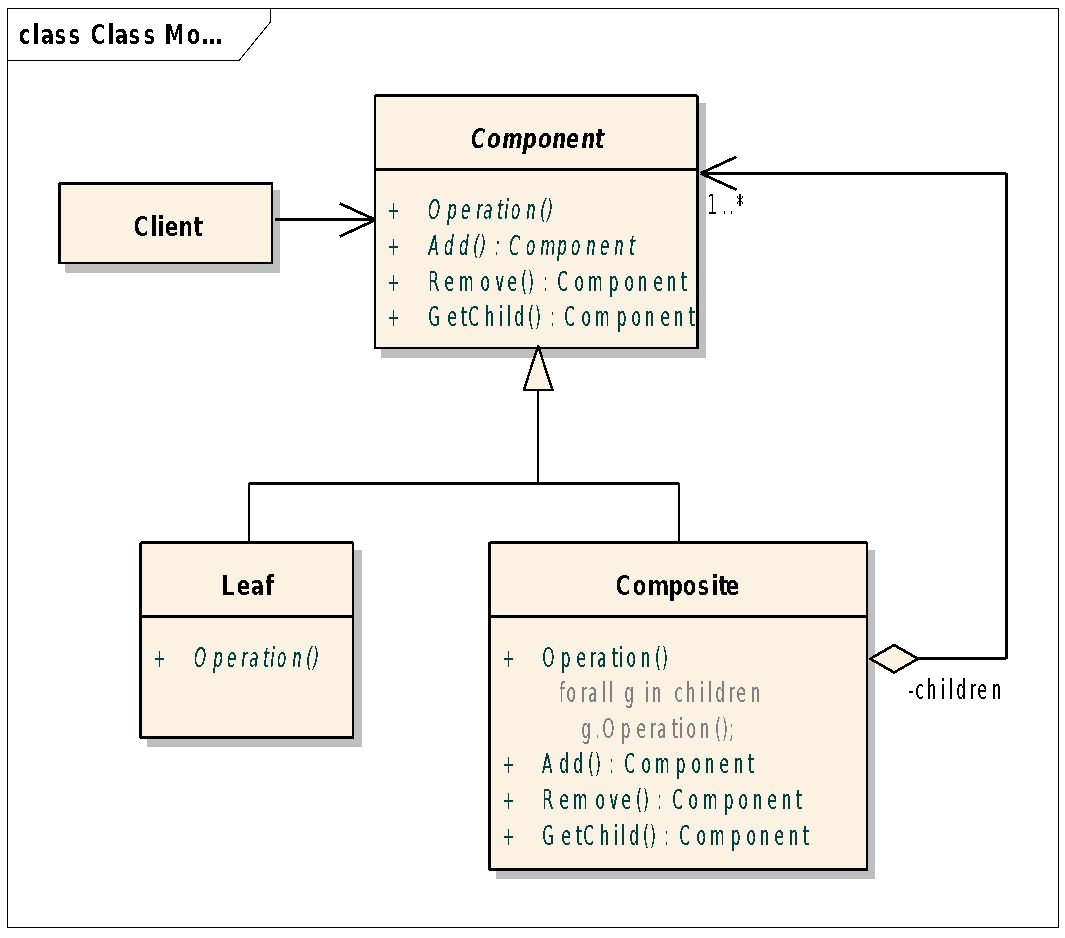 class Class Mo...
Component
+ Operation()
+ Add() : Component
+ Remove() : Component
+ GetChild() : Component
1..*
Client
Leaf
+ Operation()
Composite
+ Operation()
forall g in children
g.Operation();
+ Add() : Component
+ Remove() : Component
+ GetChild() : Component
-children